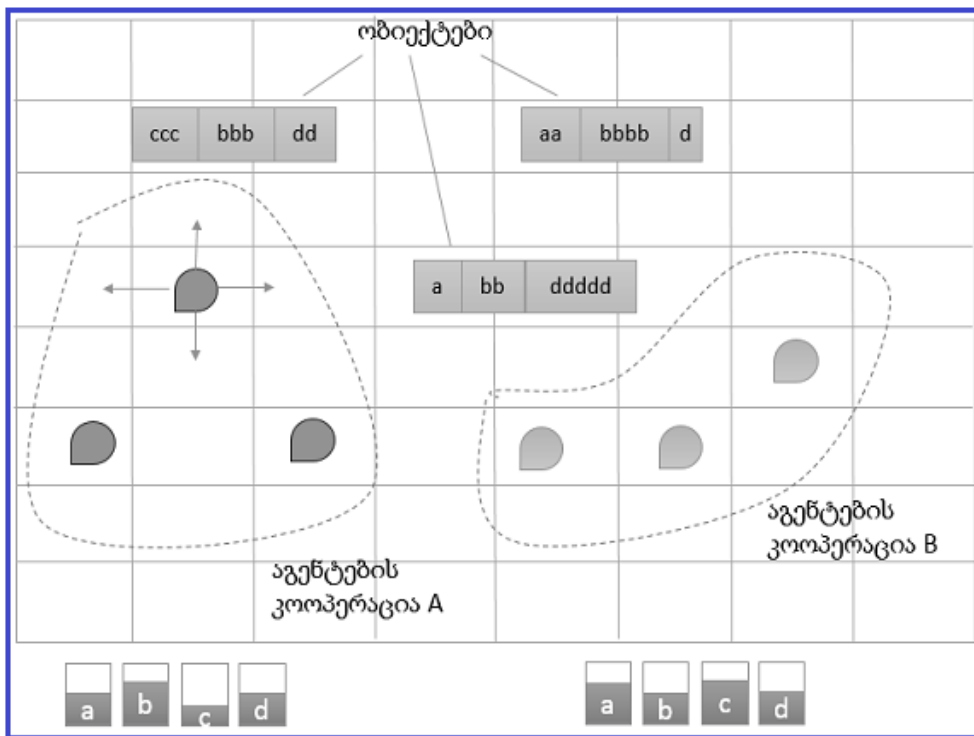 ობიექტები
ccc bbb dd
aa bbbb d
a bb ddddd
აგენტების
კოოპერაცია B
აგენტების
კოოპერაცია A
a b c d
a b c d